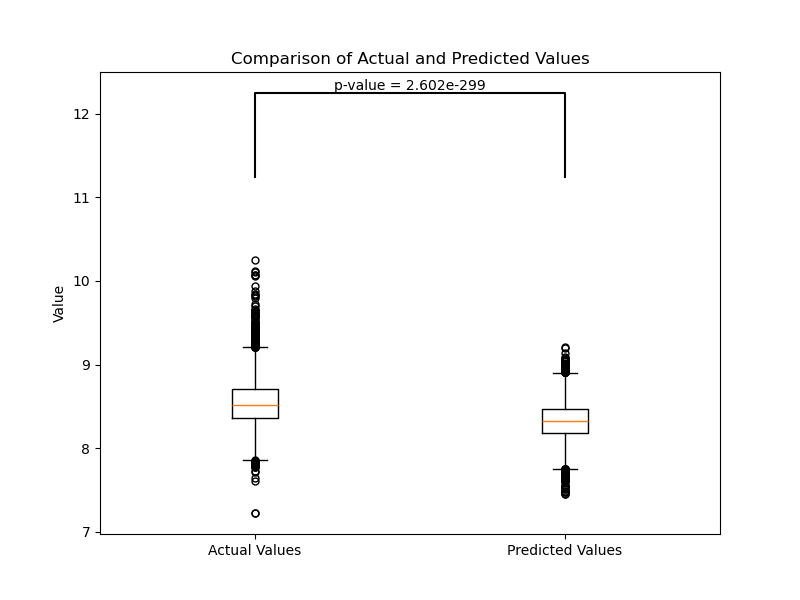 Comparison of Actual and Predicted Values
p-value = 2.602e-299
12
11
10
9
8
7
Value
Actual Values
Predicted Values